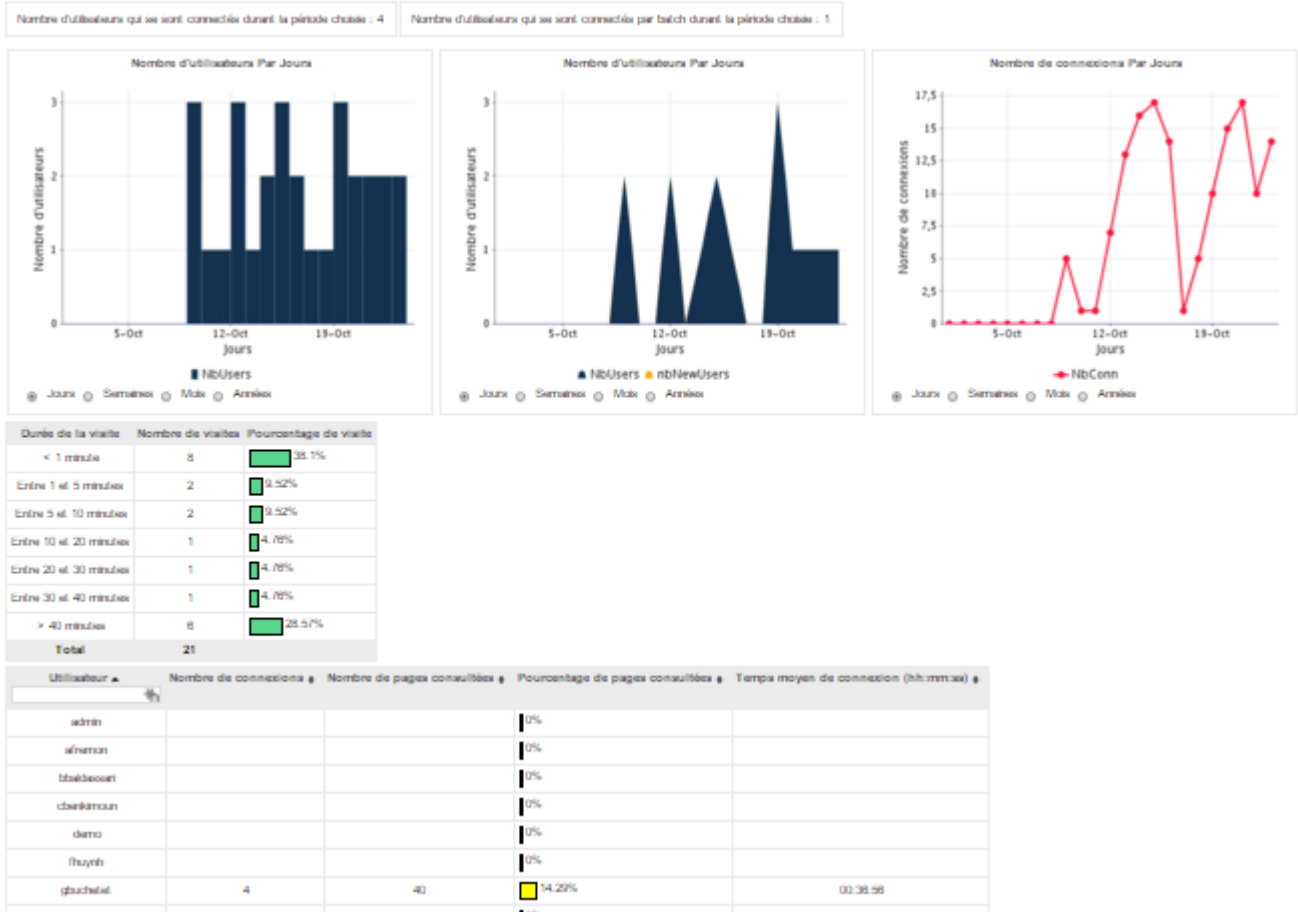 Nombre d'utilisateurs qui se sont connectés durant la période choisie : 4
Nombre d'utilisateurs qui se sont connectés par batch durant la période choisie : 1
Nombre d'utilisateurs Par Jours
3
2
1
0
Nombre d'utilisateurs
5-Oct 12-Oct 19-Oct
Jours
NbUsers
Jours Semaines Mois Années
Nombre d'utilisateurs Par Jours
3
2
1
0
Nombre d'utilisateurs
5-Oct 12-Oct 19-Oct
Jours
NbUsers nbNewUsers
Jours Semaines Mois Années
Nombre de connexions Par Jours
17,5
15
12,5
10
7,5
5
2,5
0
Nombre de connexions
5-Oct 12-Oct 19-Oct
Jours
NbConn
Jours Semaines Mois Années
Durée de la visite Nombre de visites Pourcentage de visite
< 1 minute 8 38.1%
Entre 1 et 5 minutes 2 9.52%
Entre 5 et 10 minutes 2 9.52%
Entre 10 et 20 minutes 1 4.76%
Entre 20 et 30 minutes 1 4.76%
Entre 30 et 40 minutes 1 4.76%
> 40 minutes 6 28.57%
Total 21
Utilisateur Nombre de connexions Nombre de pages consultées Pourcentage de pages consultées Temps moyen de connexion (hh:mm:ss)
admin 0%
afremon 0%
bbaldassari 0%
cbenkimoun 0%
demo 0%
fhuynh 0%
gbuchetet 4 40 14.29% 00:36:56